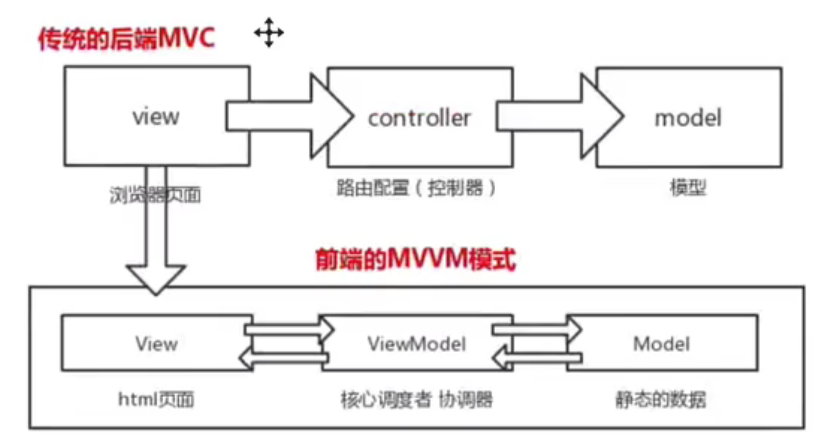 传统的后端MVC
view
controller
model
浏览器页面
路由配置（控制器）
模型
前端的MVVM模式
View
ViewModel
Model
html页面
核心调度者 协调器
静态的数据